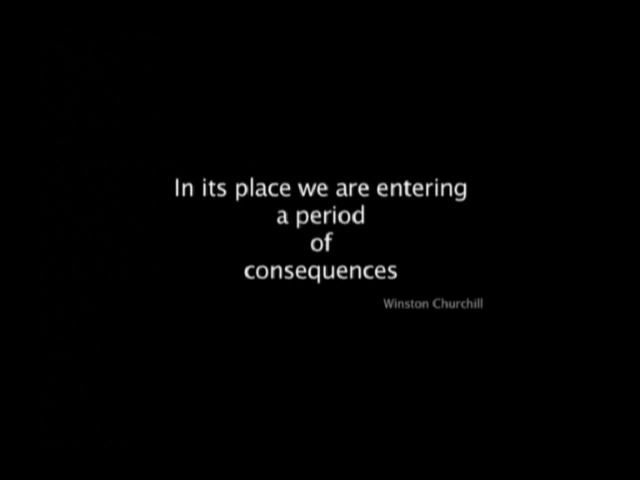 In its place we are entering
a period
of
consequences
Winston Churchill